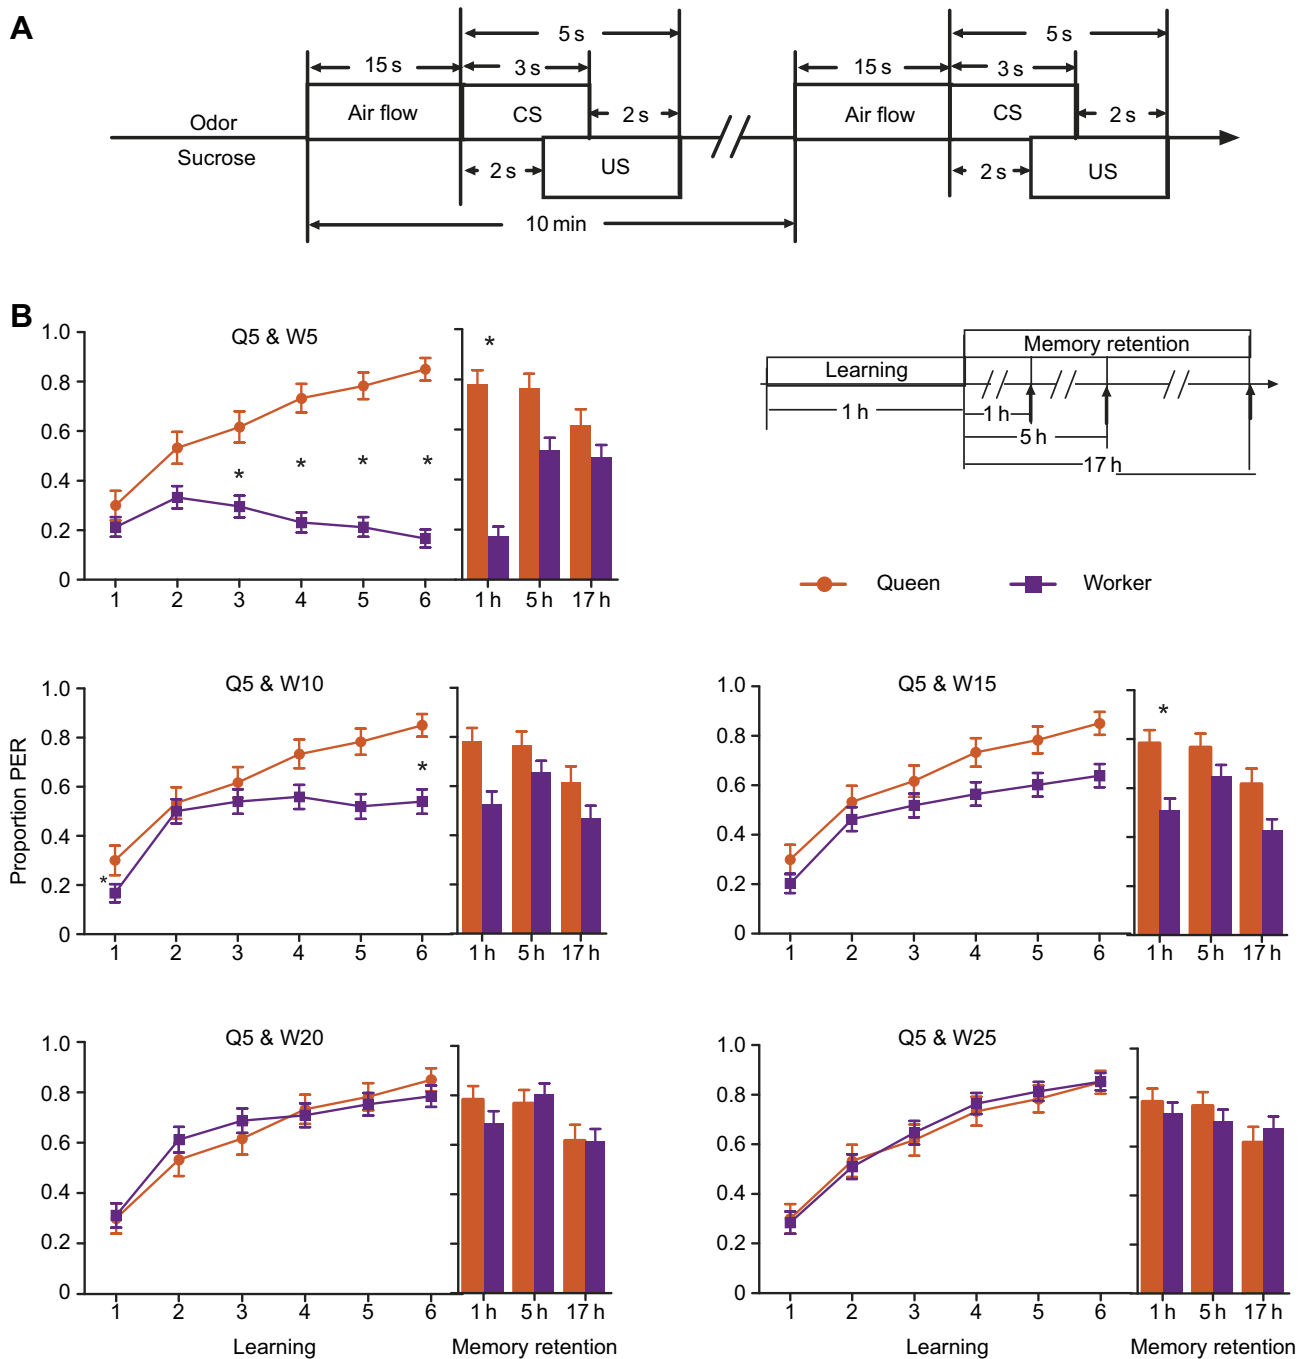 A
5 s
5 s
15 s
3 s
15 s
3 s
Air flow
CS
2 s
Air flow
CS
2 s
Odor
Sucrose
2 s
US
2 s
US
10 min
B
Q5 & W5
1.0
0.8
0.6
0.4
0.2
0
* * * *
*
1 2 3 4 5 6
1 h 5 h 17 h
Memory retention
Learning
1 h
1 h
5 h
17 h
Queen
Worker
Proportion PER
Q5 & W10
1.0
0.8
0.6
0.4
0.2
0
*
*
1 2 3 4 5 6
1 h 5 h 17 h
Q5 & W15
1.0
0.8
0.6
0.4
0.2
0
*
1 2 3 4 5 6
1 h 5 h 17 h
Q5 & W20
1.0
0.8
0.6
0.4
0.2
0
1 2 3 4 5 6
1 h 5 h 17 h
Learning
Memory retention
Q5 & W25
1.0
0.8
0.6
0.4
0.2
0
1 2 3 4 5 6
1 h 5 h 17 h
Learning
Memory retention